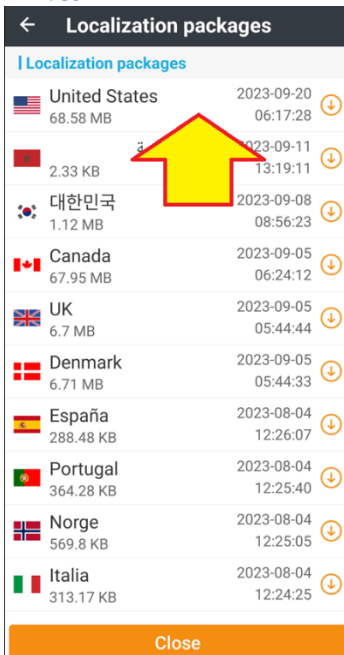 Localization packages
Localization packages
United States
2023-09-20
68.58 MB
06:17:28
2023-09-11
2.33 KB
13:19:11
대한민국
2023-09-08
1.12 MB
08:56:23
Canada
2023-09-05
67.95 MB
06:24:12
UK
2023-09-05
6.7 MB
05:44:44
Denmark
2023-09-05
6.71 MB
05:44:33
España
2023-08-04
288.48 KB
12:26:07
Portugal
2023-08-04
364.28 KB
12:25:40
Norge
2023-08-04
569.8 KB
12:25:05
Italia
2023-08-04
313.17 KB
12:24:25
Close